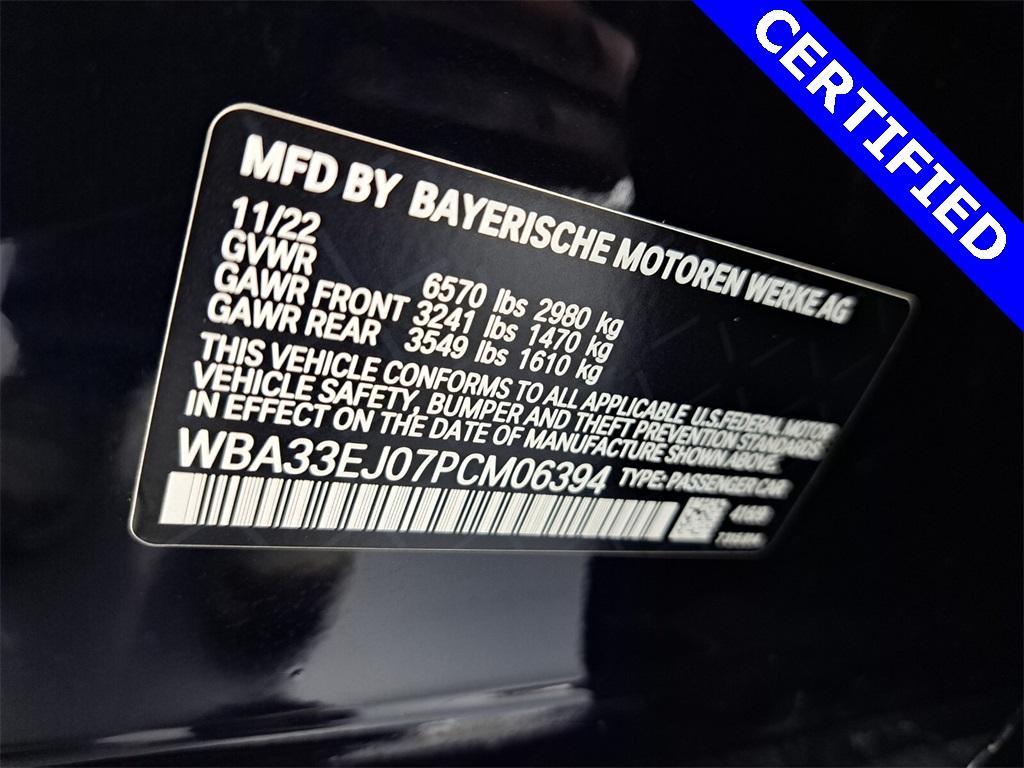 CERTIFIED
MFD BY BAYERISCHE MOTOREN WERKE AG
11/22
GVWR 6570 lbs 2980 kg
GAWR FRONT 3241 lbs 1470 kg
GAWR REAR 3549 lbs 1610 kg
THIS VEHICLE CONFORMS TO ALL APPLICABLE U.S.FEDERAL MOTOR
VEHICLE SAFETY, BUMPER AND THEFT PREVENTION STANDARDS
IN EFFECT ON THE DATE OF MANUFACTURE SHOWN ABOVE.
WBA33EJ07PCM06394 TYPE: PASSENGER CAR